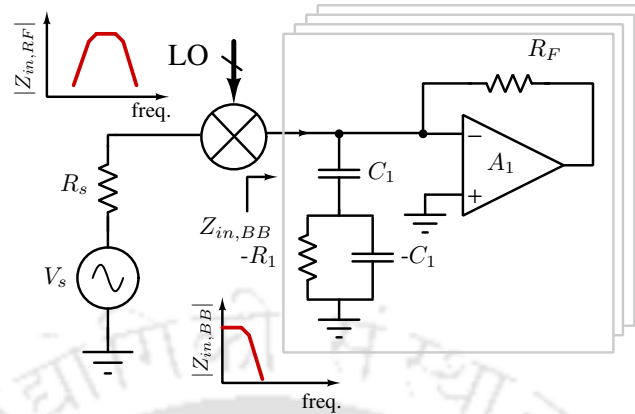 |Z_{in,RF}|
freq.
LO
R_F
A_1
−
+
R_s
C_1
Z_{in,BB}
-R_1
-C_1
V_s
|Z_{in,BB}|
freq.